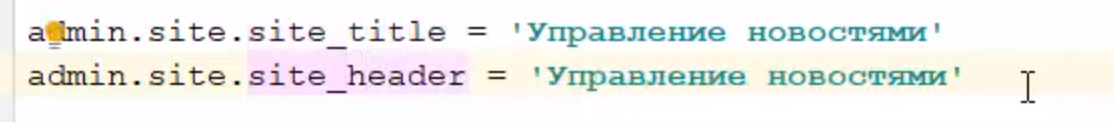 admin.site.site_title = 'Управление новостями'
admin.site.site_header = 'Управление новостями'